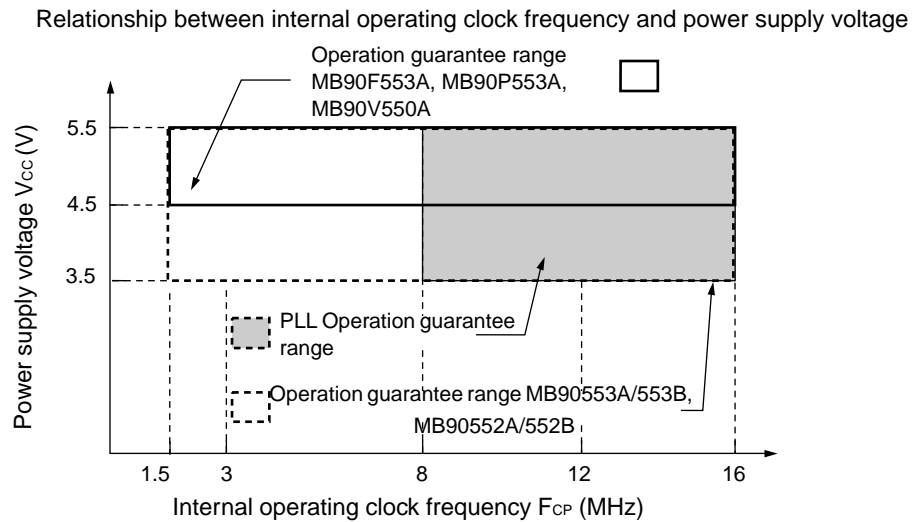 Relationship between internal operating clock frequency and power supply voltage
Operation guarantee range
MB90F553A, MB90P553A,
MB90V550A
5.5
4.5
3.5
Power supply voltage VCC (V)
PLL Operation guarantee
range
Operation guarantee range MB90553A/553B,
MB90552A/552B
1.5
3
8
12
16
Internal operating clock frequency FCP (MHz)